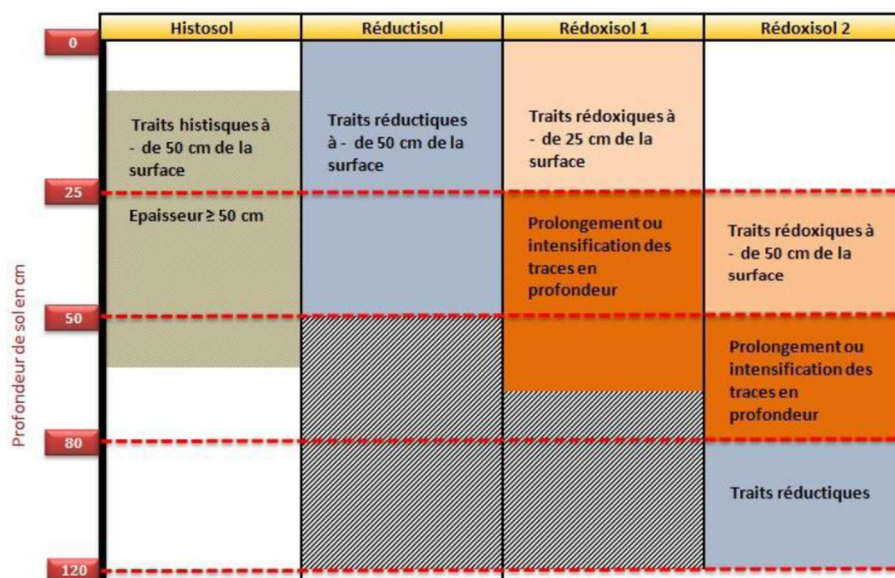 Histosol
Réductisol
Rédoxisol 1
Rédoxisol 2
Profondeur de sol en cm
0
25
50
80
120
Traits histisques à
- de 50 cm de la
surface
Epaisseur ≥ 50 cm
Traits réductiques
à - de 50 cm de la
surface
Traits rédoxiques à
- de 25 cm de la
surface
Prolongement ou
intensification des
traces en
profondeur
Traits rédoxiques à
- de 50 cm de la
surface
Prolongement ou
intensification des
traces en
profondeur
Traits réductiques